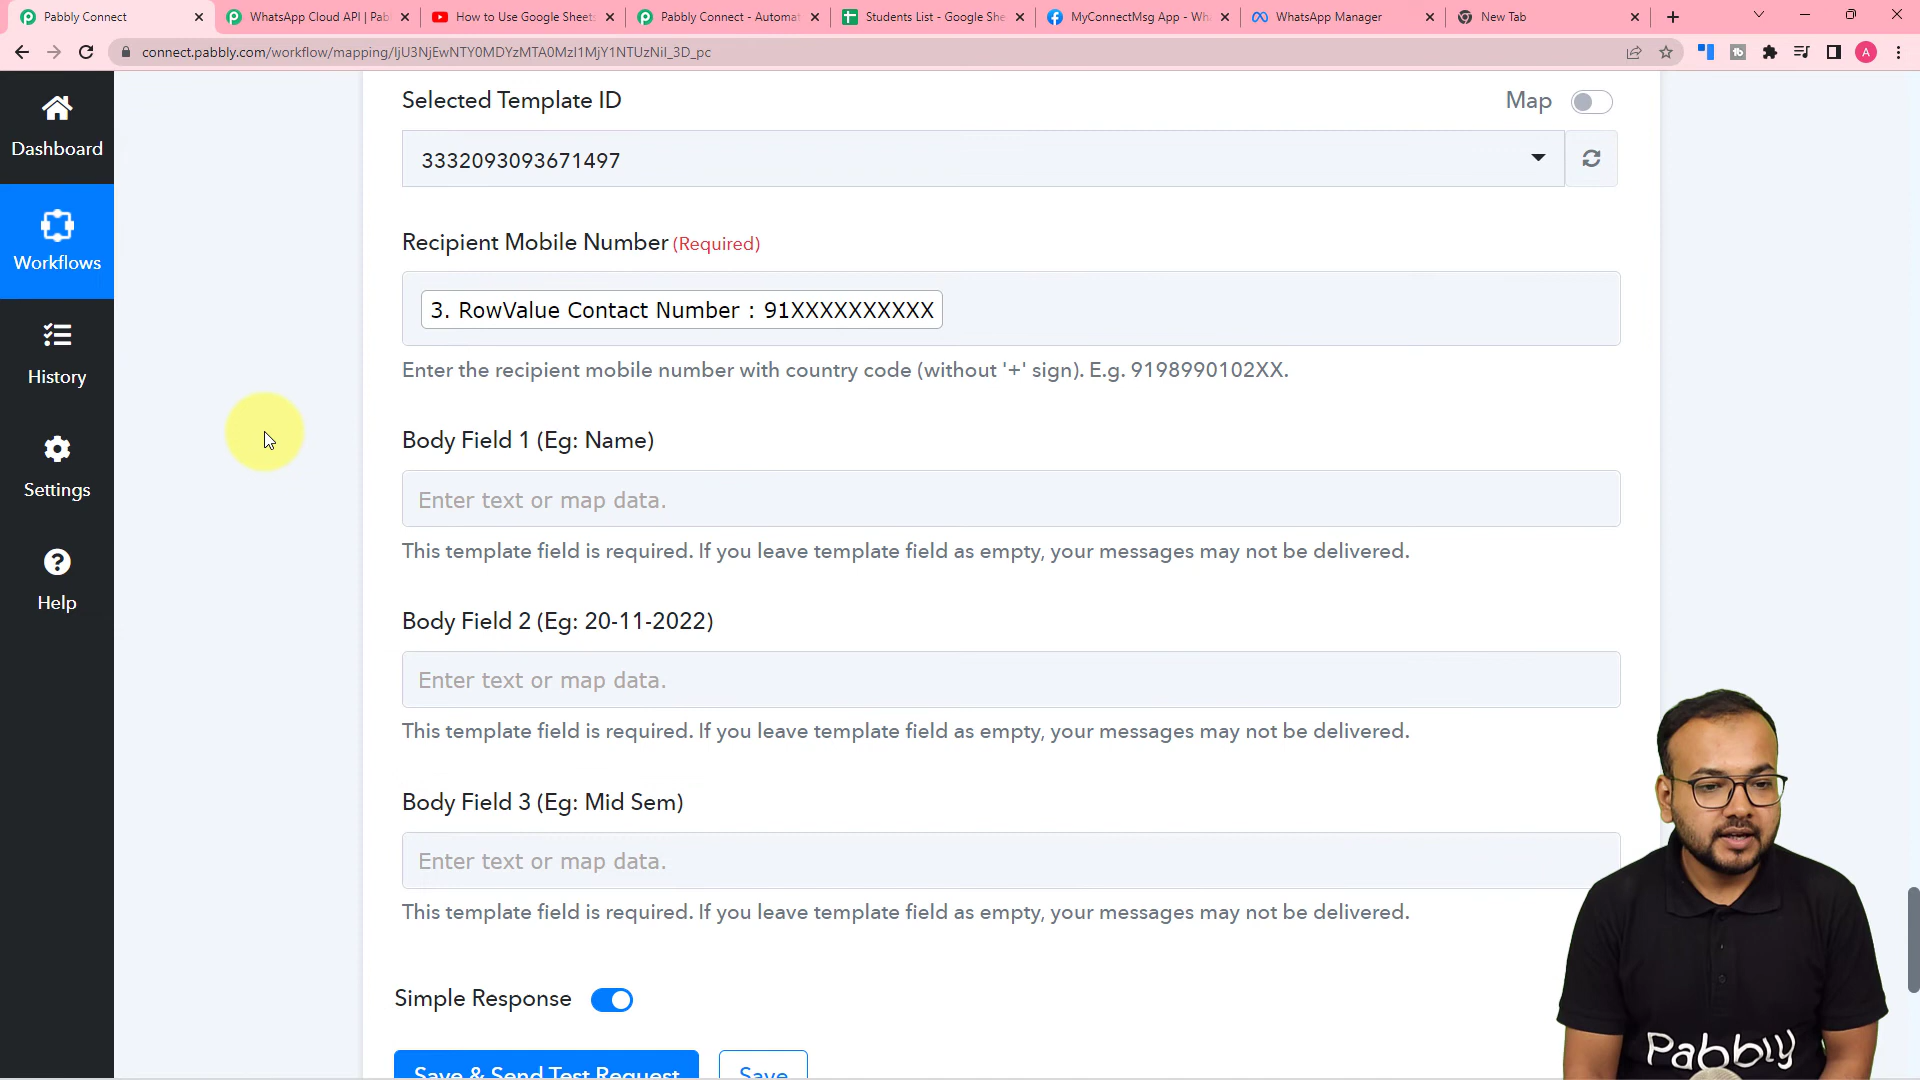 Pabbly Connect
WhatsApp Cloud API | Pab
How to Use Google Sheet
Pabbly Connect - Automat
Students List - Google She
MyConnectMsg App - Wh
WhatsApp Manager
New Tab
connect.pabbly.com/workflow/mapping/IjU3NjEwNTY0MDYzMTA0MzI1MjY1NTUzNiI_3D_pc
A
Dashboard
Workflows
History
Settings
Help
Selected Template ID
Map
3332093093671497
Recipient Mobile Number (Required)
3. RowValue Contact Number : 91XXXXXXXXXX
Enter the recipient mobile number with country code (without '+' sign). E.g. 9198990102XX.
Body Field 1 (Eg: Name)
Enter text or map data.
This template field is required. If you leave template field as empty, your messages may not be delivered.
Body Field 2 (Eg: 20-11-2022)
Enter text or map data.
This template field is required. If you leave template field as empty, your messages may not be delivered.
Body Field 3 (Eg: Mid Sem)
Enter text or map data.
This template field is required. If you leave template field as empty, your messages may not be delivered.
Simple Response
Save & Send Test Request
Save
Pabbly